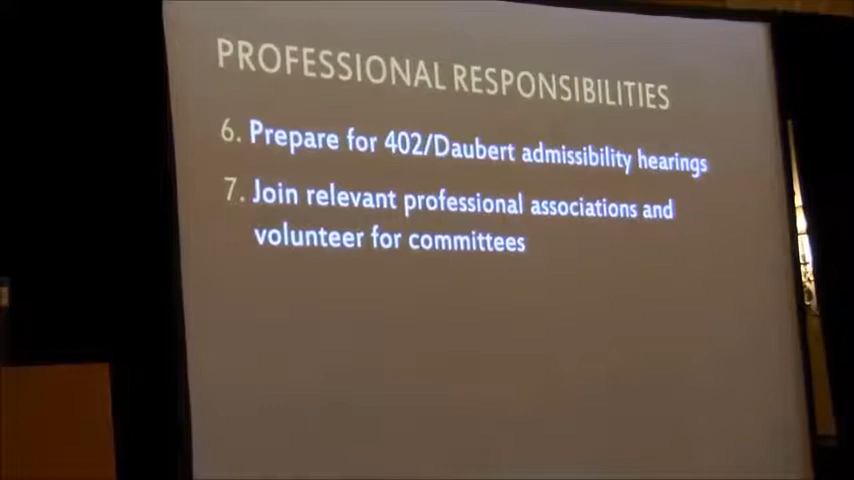 PROFESSIONAL RESPONSIBILITIES
6. Prepare for 402/Daubert admissibility hearings
7. Join relevant professional associations and
volunteer for committees